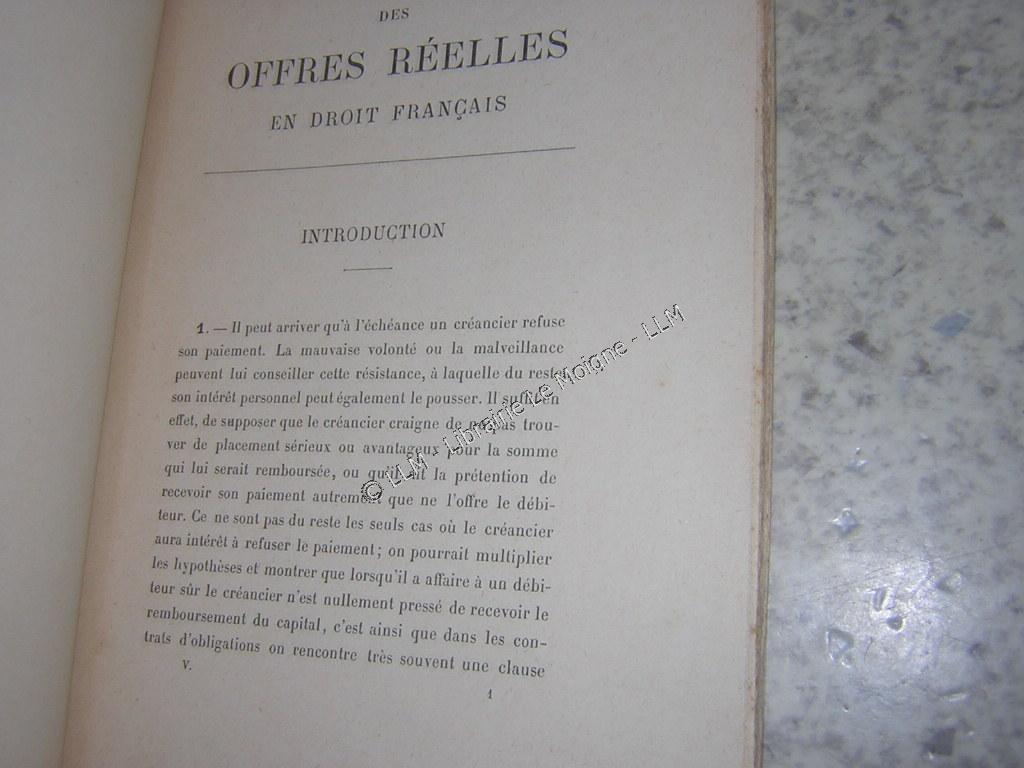 DES
OFFRES RÉELLES
EN DROIT FRANÇAIS
INTRODUCTION
1. — Il peut arriver qu'à l'échéance un créancier refuse
son paiement. La mauvaise volonté ou la malveillance
peuvent lui conseiller cette résistance, à laquelle du reste
son intérêt personnel peut également le pousser. Il suffit en
effet, de supposer que le créancier craigne de ne pas trou-
ver de placement sérieux ou avantageux pour la somme
qui lui serait remboursée, ou qu'il ait la prétention de
recevoir son paiement autrement que ne l'offre le débi-
teur. Ce ne sont pas du reste les seuls cas où le créancier
aura intérêt à refuser le paiement; on pourrait multiplier
les hypothèses et montrer que lorsqu'il a affaire à un débi-
teur sûr le créancier n'est nullement pressé de recevoir le
remboursement du capital, c'est ainsi que dans les con-
trats d'obligations on rencontre très souvent une clause
V.
1
© LLM - Librairie Le Moigne - LLM